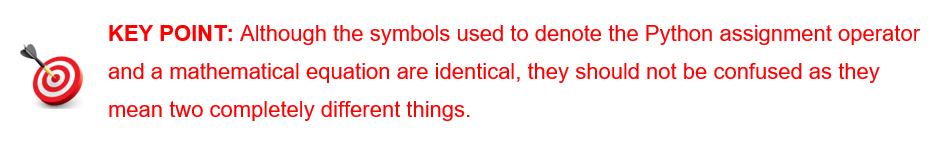 KEY POINT: Although the symbols used to denote the Python assignment operator
and a mathematical equation are identical, they should not be confused as they
mean two completely different things.